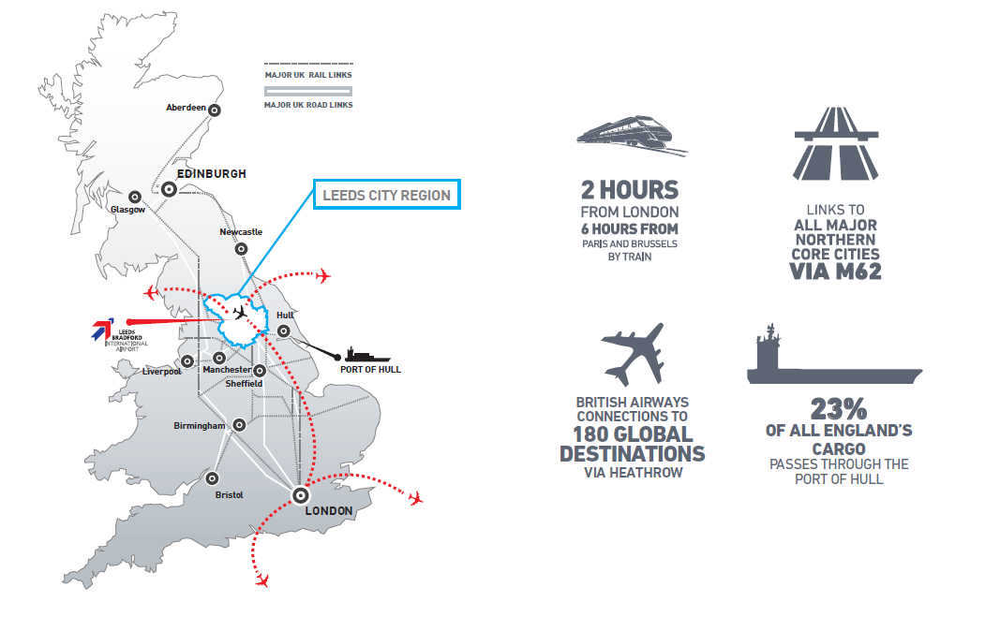 MAJOR UK RAIL LINKS
MAJOR UK ROAD LINKS
Aberdeen
EDINBURGH
Glasgow
LEEDS CITY REGION
Newcastle
Hull
LEEDS
BRADFORD
INTERNATIONAL
AIRPORT
Liverpool
Manchester
Sheffield
PORT OF HULL
Birmingham
Bristol
LONDON
2 HOURS
FROM LONDON
6 HOURS FROM
PARIS AND BRUSSELS
BY TRAIN
LINKS TO
ALL MAJOR
NORTHERN
CORE CITIES
VIA M62
BRITISH AIRWAYS
CONNECTIONS TO
180 GLOBAL
DESTINATIONS
VIA HEATHROW
23%
OF ALL ENGLAND'S
CARGO
PASSES THROUGH THE
PORT OF HULL